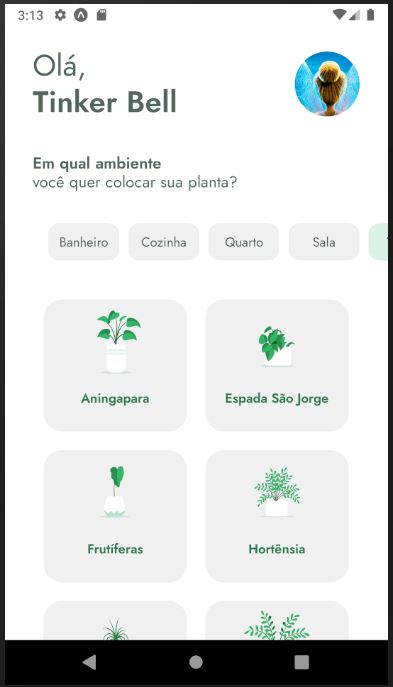 3:13
Olá,
Tinker Bell
Em qual ambiente
você quer colocar sua planta?
Banheiro Cozinha Quarto Sala
Aningapara Espada São Jorge
Frutíferas Hortênsia